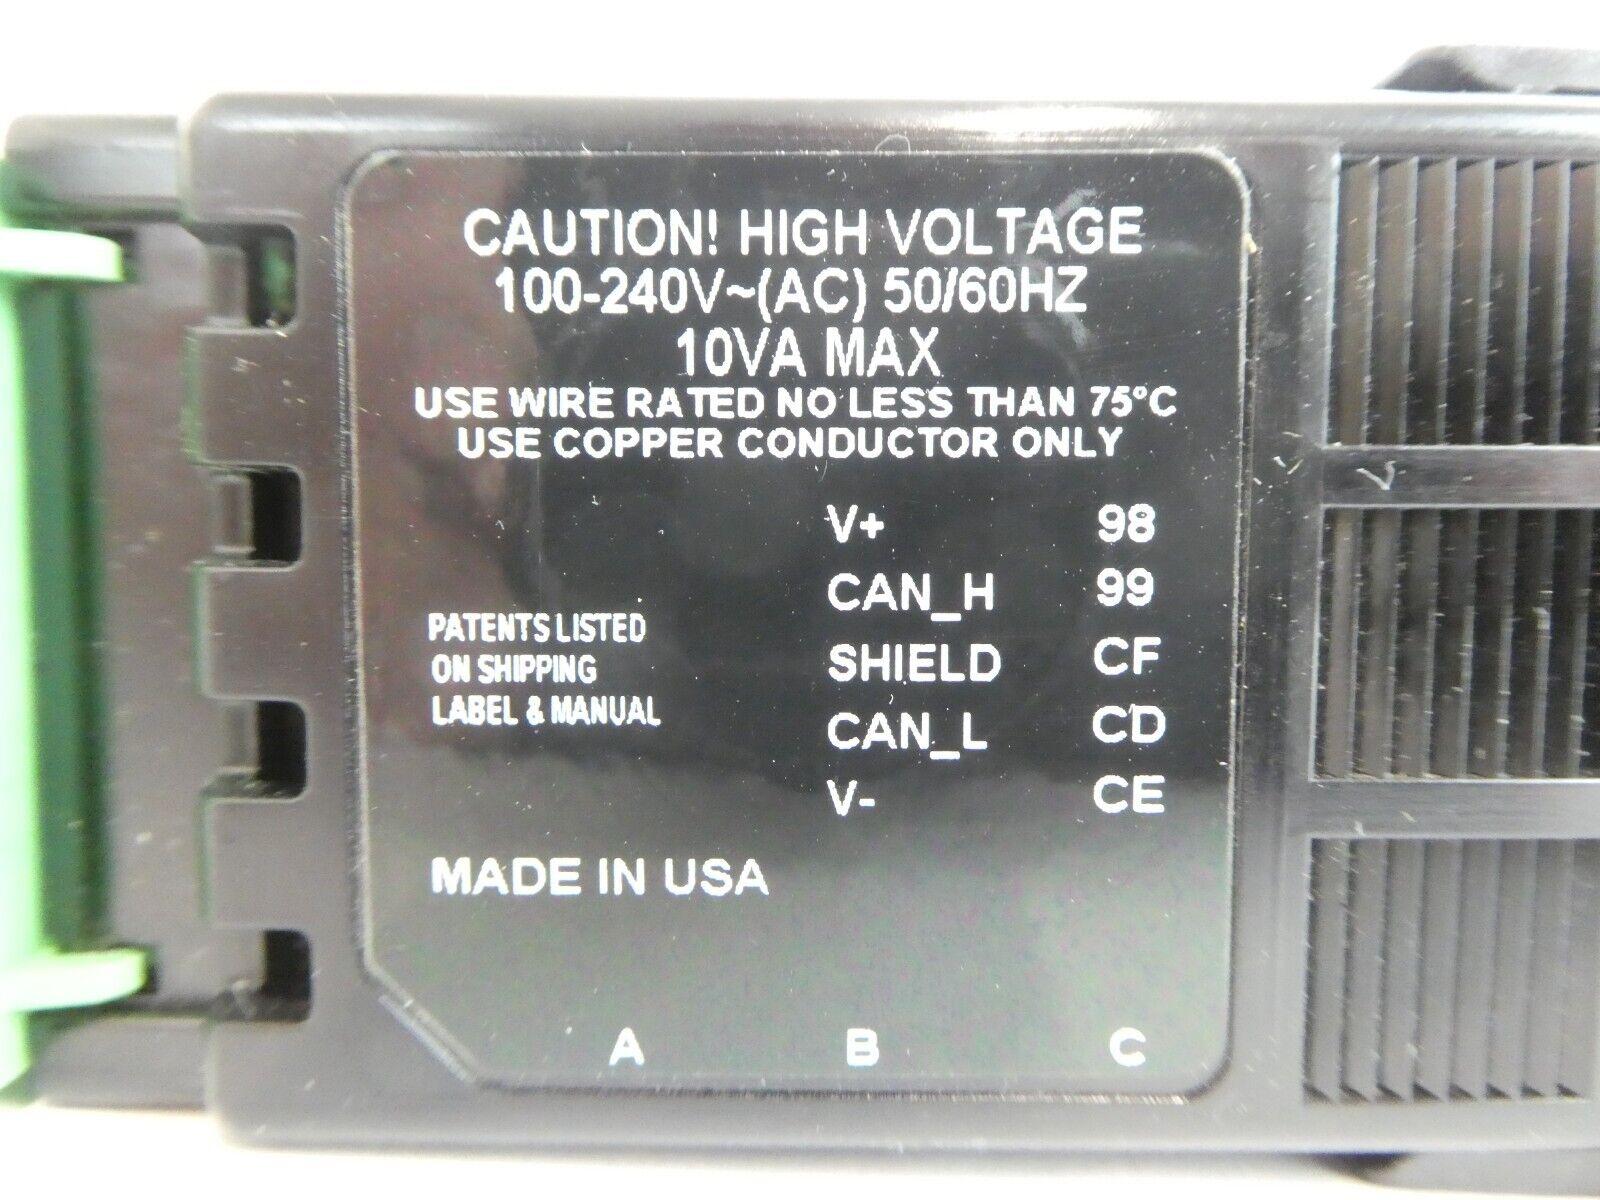 CAUTION! HIGH VOLTAGE
100-240V~(AC) 50/60HZ
10VA MAX
USE WIRE RATED NO LESS THAN 75°C
USE COPPER CONDUCTOR ONLY
V+ 98
CAN_H 99
SHIELD CF
CAN_L CD
V- CE
PATENTS LISTED
ON SHIPPING
LABEL & MANUAL
MADE IN USA
A B C